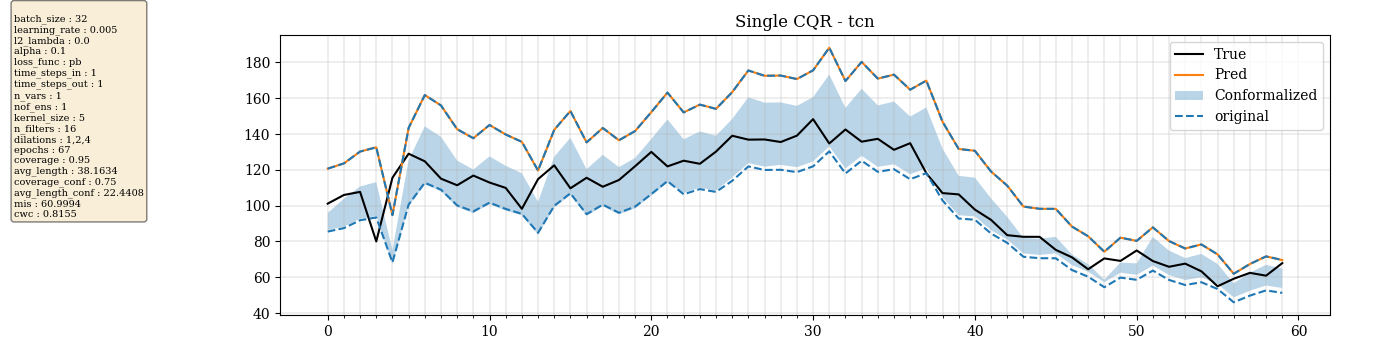 batch_size : 32
learning_rate : 0.005
l2_lambda : 0.0
alpha : 0.1
loss_func : pb
time_steps_in : 1
time_steps_out : 1
n_vars : 1
nof_ens : 1
kernel_size : 5
n_filters : 16
dilations : 1,2,4
epochs : 67
coverage : 0.95
avg_length : 38.1634
coverage_conf : 0.75
avg_length_conf : 22.4408
mis : 60.9994
cwc : 0.8155
Single CQR - tcn
True
Pred
Conformalized
original
180
160
140
120
100
80
60
40
0 10 20 30 40 50 60